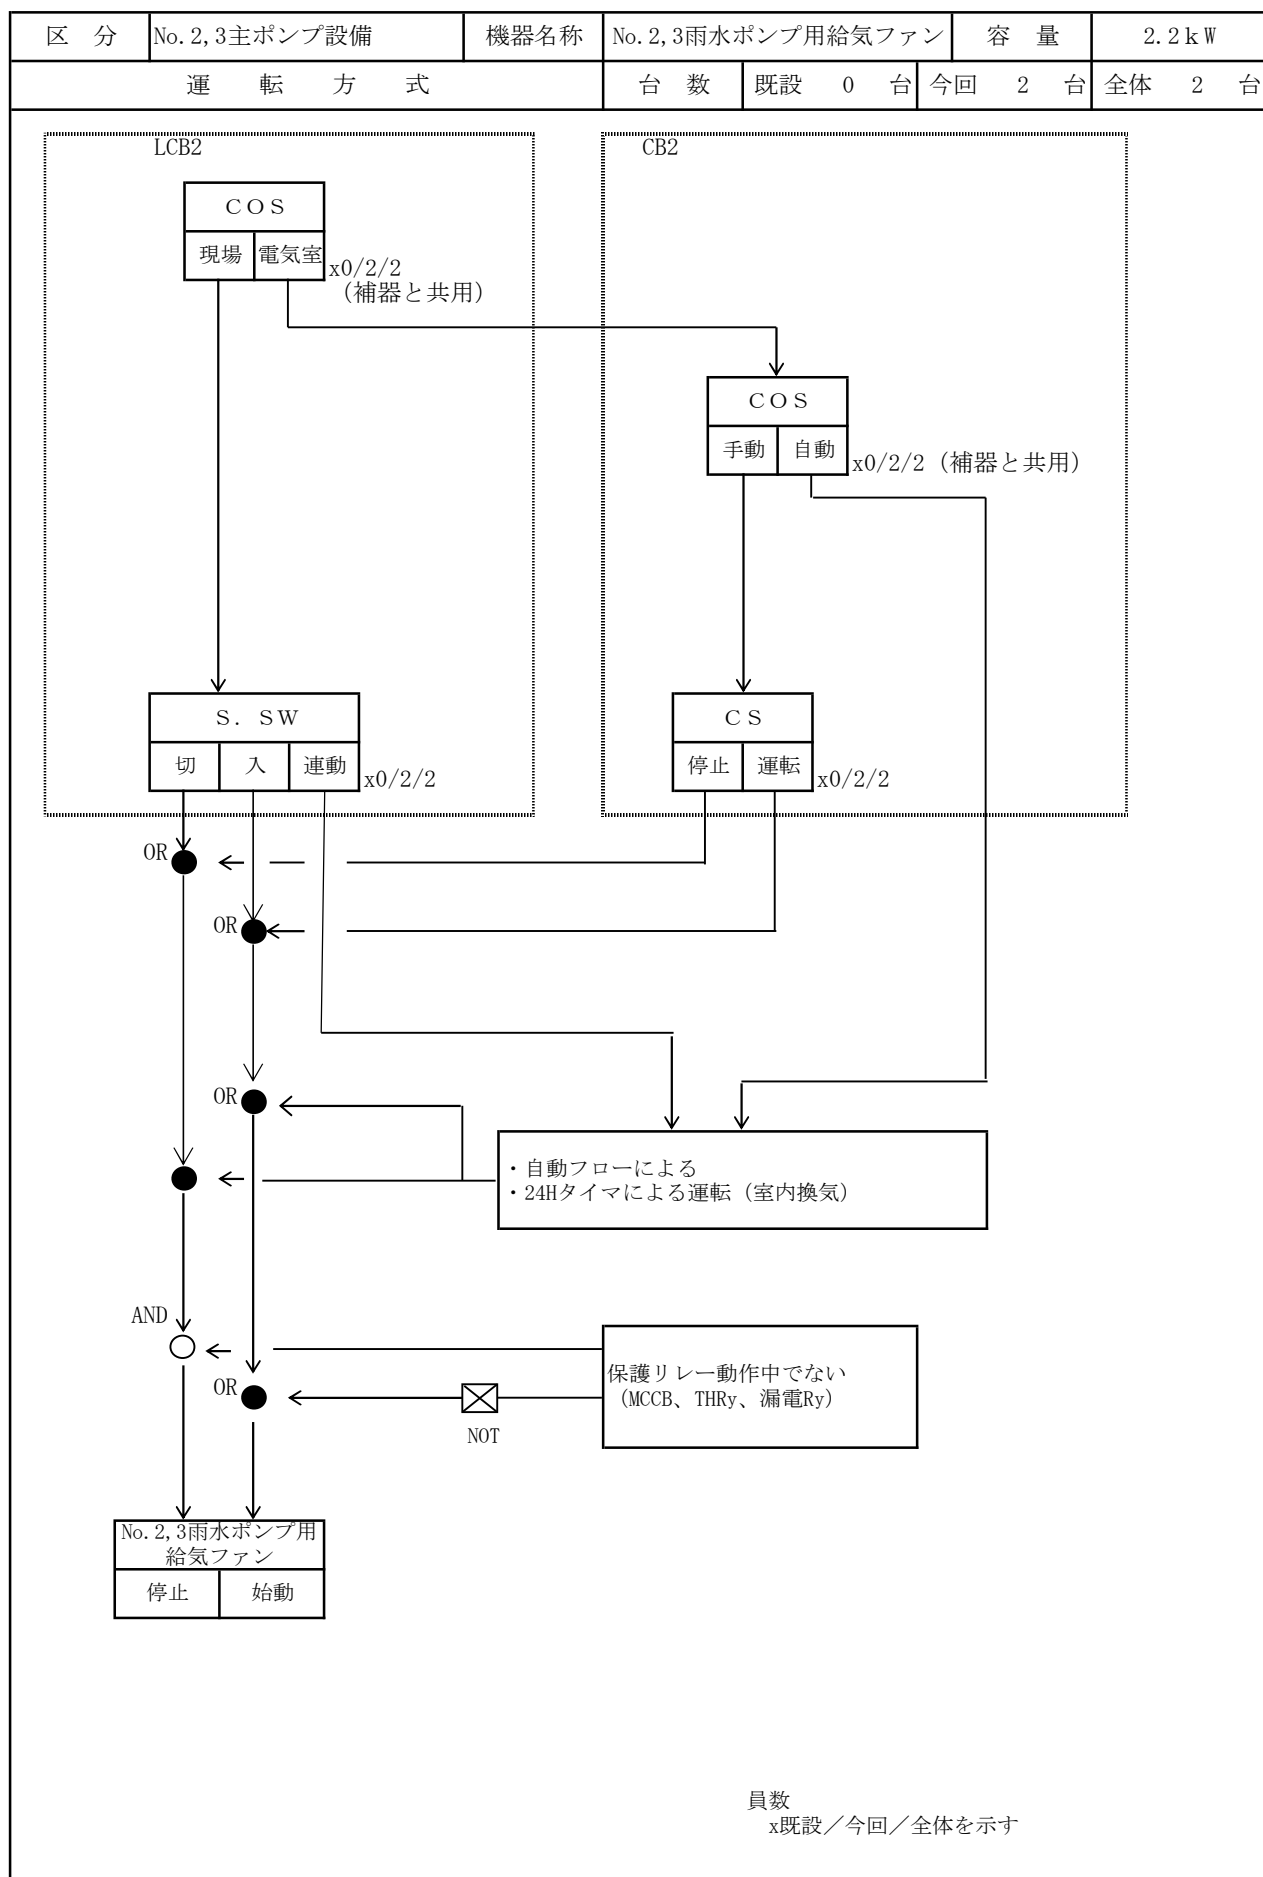 区　分 No.2,3主ポンプ設備 機器名称 No.2,3雨水ポンプ用給気ファン 容　量 2.2ｋW
運　転　方　式 台　数 既設　0　台 今回　2　台 全体　2　台
LCB2 CB2
ＣＯＳ
現場 電気室 x0/2/2
（補器と共用）
ＣＯＳ
手動 自動 x0/2/2（補器と共用）
Ｓ．ＳＷ ＣＳ
切 入 連動 x0/2/2 停止 運転 x0/2/2
OR
OR
OR
・自動フローによる
・24Hタイマによる運転（室内換気）
AND
保護リレー動作中でない
OR （MCCB、THRy、漏電Ry）
NOT
No.2,3雨水ポンプ用
給気ファン
停止 始動
員数
x既設／今回／全体を示す